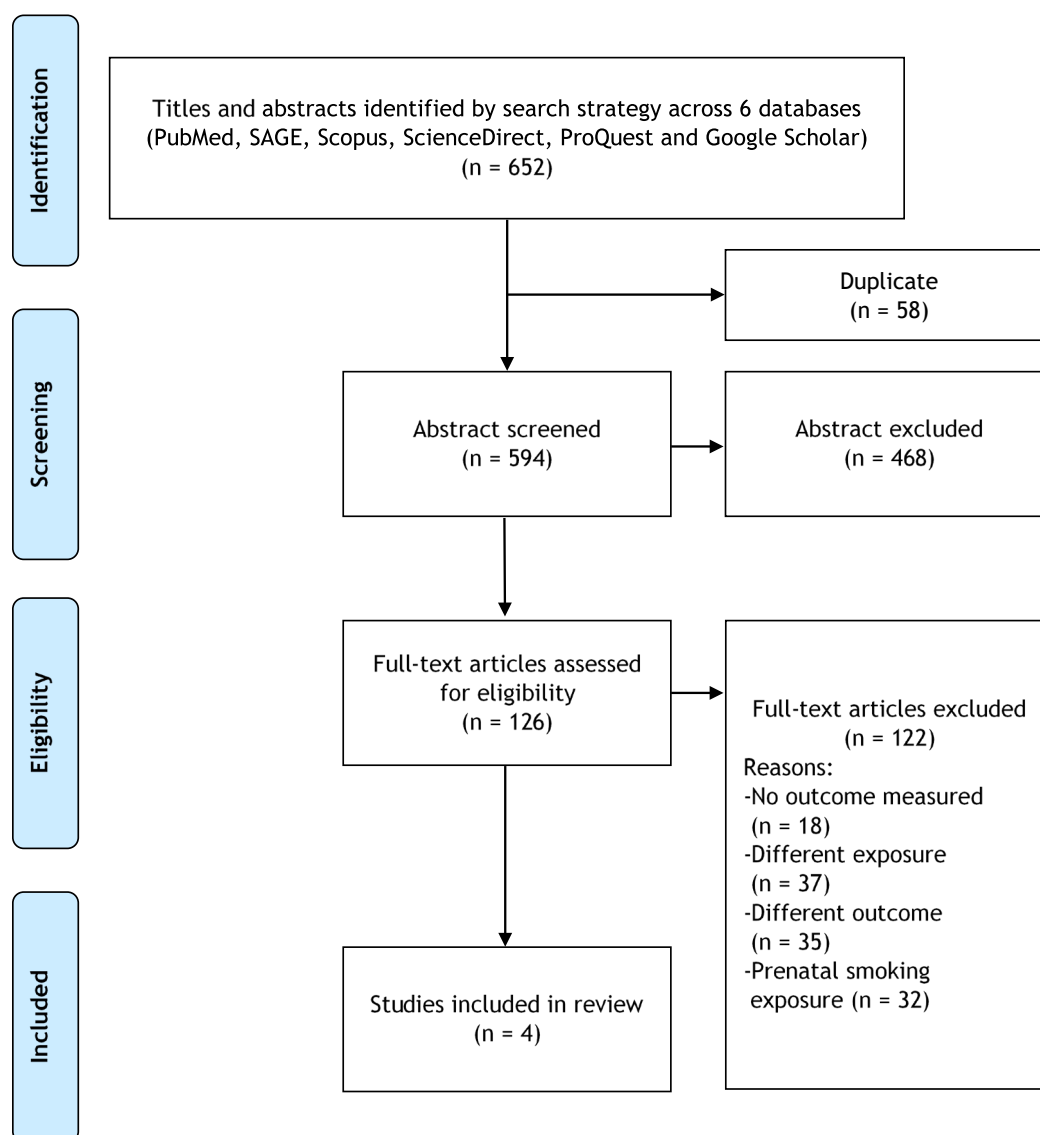 Identification
Titles and abstracts identified by search strategy across 6 databases
(PubMed, SAGE, Scopus, ScienceDirect, ProQuest and Google Scholar)
(n = 652)
Duplicate
(n = 58)
Screening
Abstract screened
(n = 594)
Abstract excluded
(n = 468)
Eligibility
Full-text articles assessed
for eligibility
(n = 126)
Full-text articles excluded
(n = 122)
Reasons:
-No outcome measured
(n = 18)
-Different exposure
(n = 37)
-Different outcome
(n = 35)
-Prenatal smoking
exposure (n = 32)
Included
Studies included in review
(n = 4)